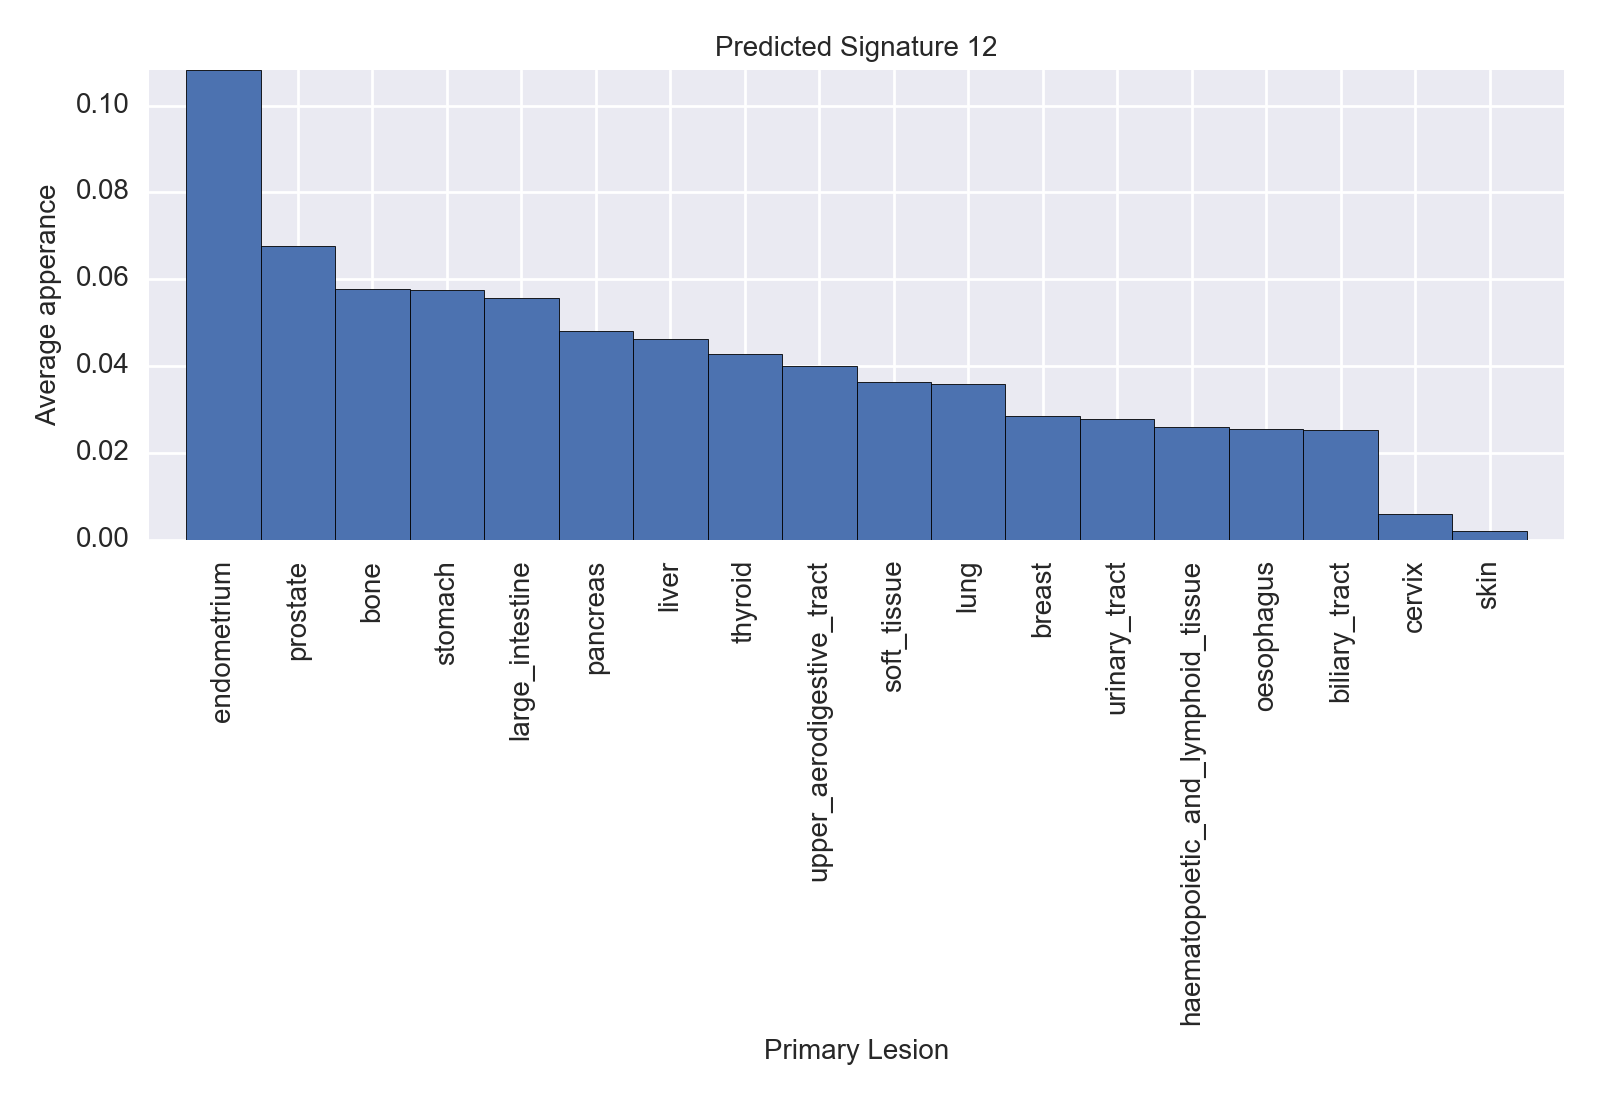 Predicted Signature 12
Average apperance
0.10
0.08
0.06
0.04
0.02
0.00
endometrium
prostate
bone
stomach
large_intestine
pancreas
liver
thyroid
upper_aerodigestive_tract
soft_tissue
lung
breast
urinary_tract
haematopoietic_and_lymphoid_tissue
oesophagus
biliary_tract
cervix
skin
Primary Lesion